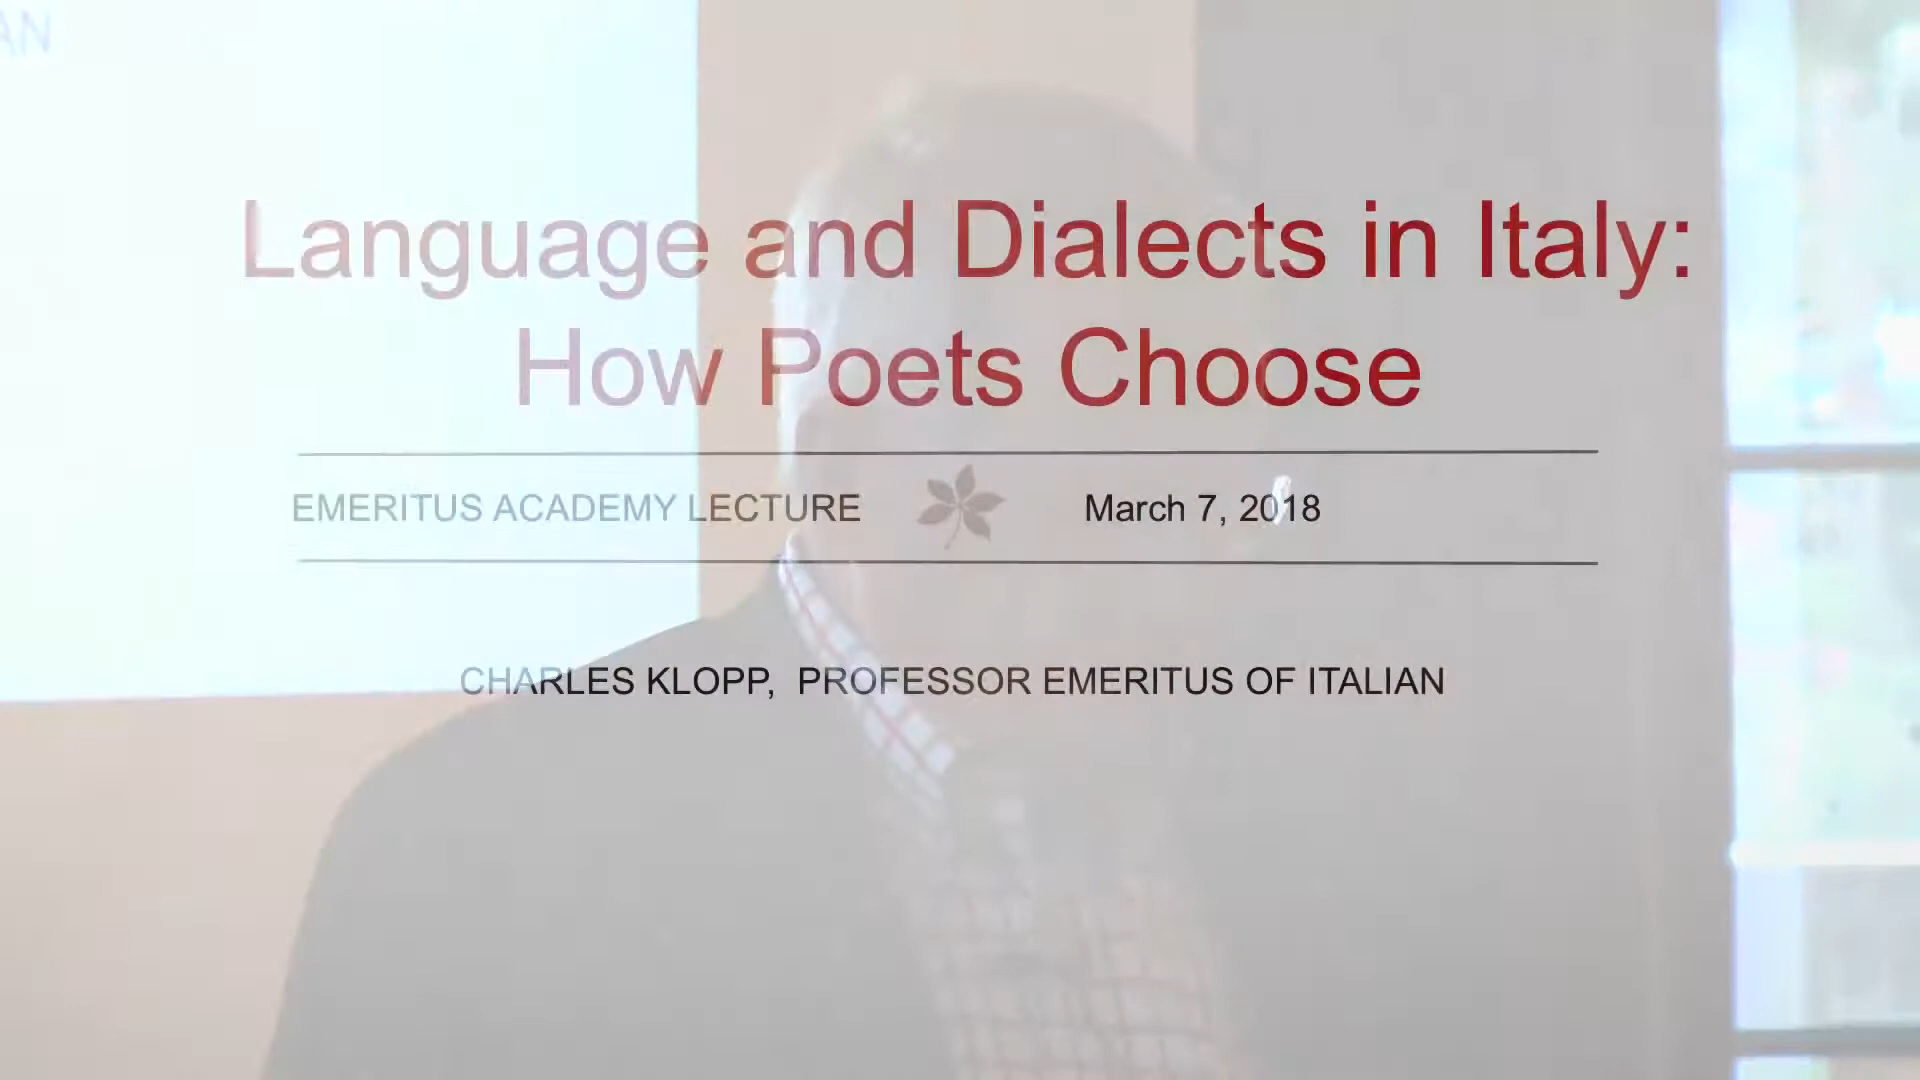 AN
Language and Dialects in Italy:
How Poets Choose
EMERITUS ACADEMY LECTURE March 7, 2018
CHARLES KLOPP, PROFESSOR EMERITUS OF ITALIAN